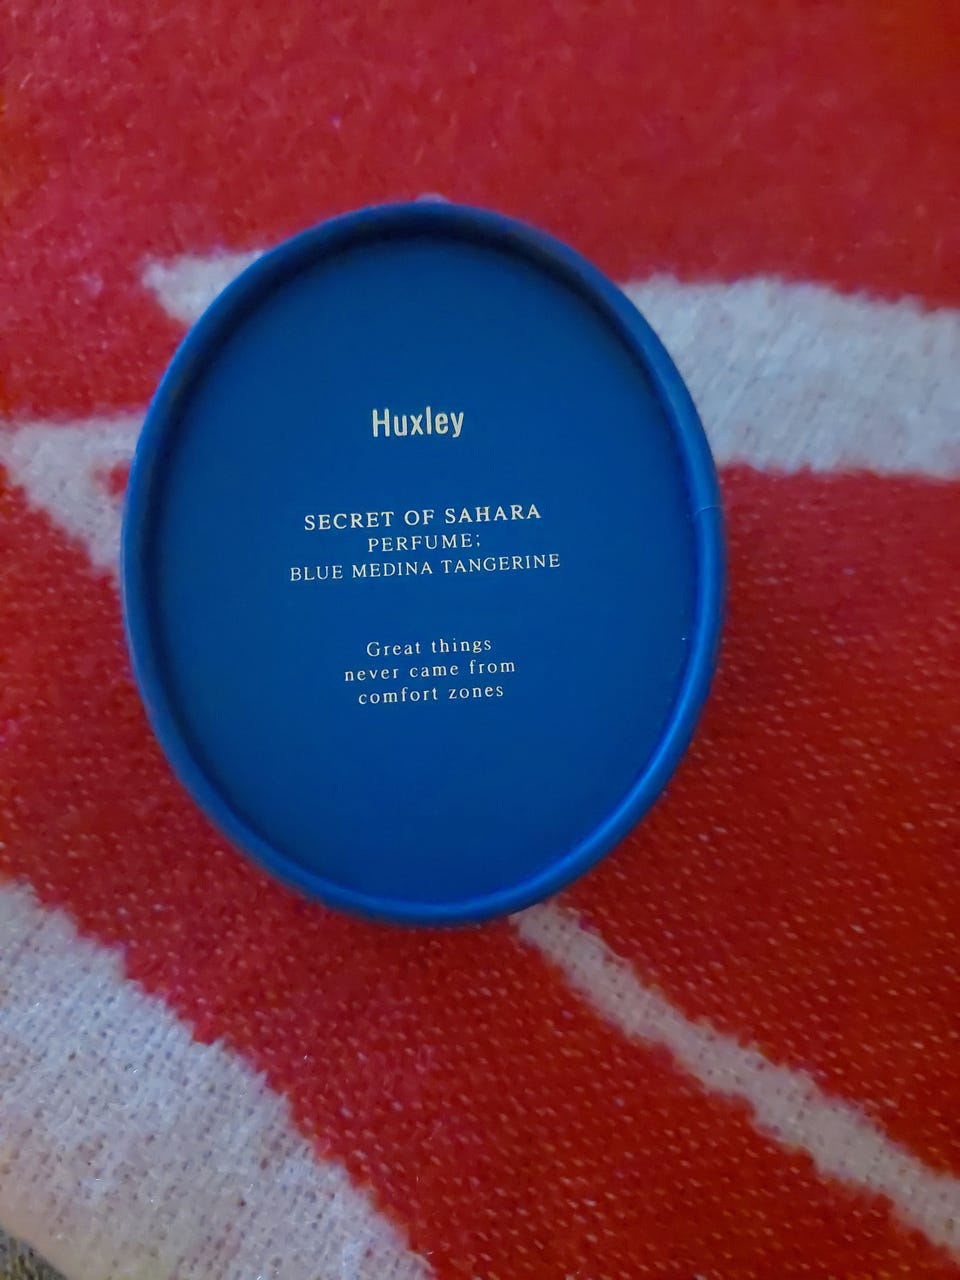 Huxley
SECRET OF SAHARA
PERFUME;
BLUE MEDINA TANGERINE
Great things
never came from
comfort zones